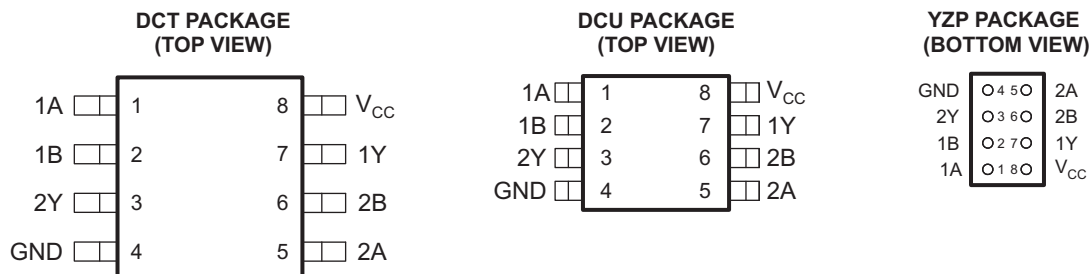 DCT PACKAGE
(TOP VIEW)
1A 1 8 VCC
1B 2 7 1Y
2Y 3 6 2B
GND 4 5 2A
DCU PACKAGE
(TOP VIEW)
1A 1 8 VCC
1B 2 7 1Y
2Y 3 6 2B
GND 4 5 2A
YZP PACKAGE
(BOTTOM VIEW)
GND 4 5 2A
2Y 3 6 2B
1B 2 7 1Y
1A 1 8 VCC